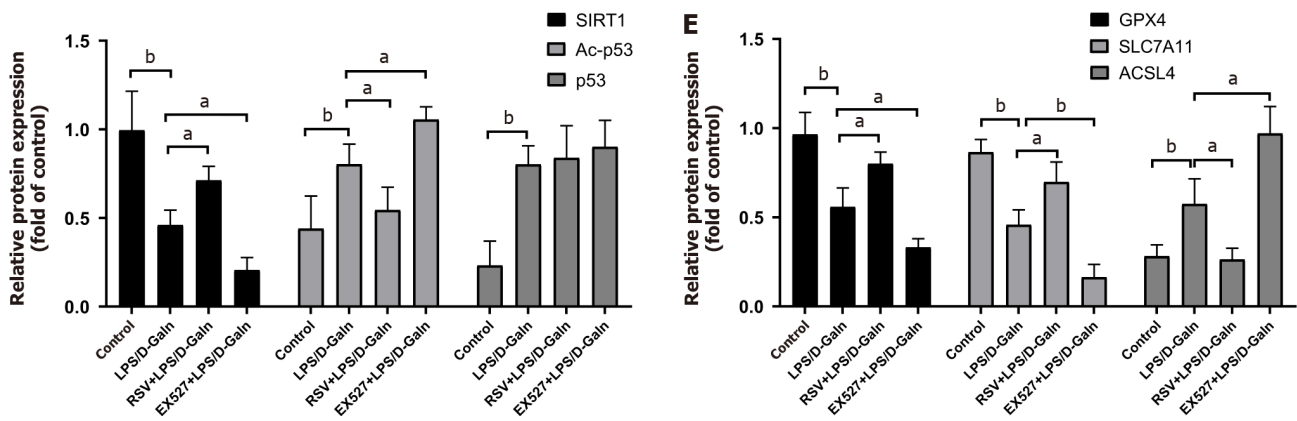 SIRT1
Ac-p53
p53
Relative protein expression
(fold of control)
1.5
1.0
0.5
0.0
b
a
a
b
a
a
b
Control
LPS/D-Galn
RSV+LPS/D-Galn
EX527+LPS/D-Galn
Control
LPS/D-Galn
RSV+LPS/D-Galn
EX527+LPS/D-Galn
Control
LPS/D-Galn
RSV+LPS/D-Galn
EX527+LPS/D-Galn
E
GPX4
SLC7A11
ACSL4
Relative protein expression
(fold of control)
1.5
1.0
0.5
0.0
b
a
a
b
b
a
a
b
a
Control
LPS/D-Galn
RSV+LPS/D-Galn
EX527+LPS/D-Galn
Control
LPS/D-Galn
RSV+LPS/D-Galn
EX527+LPS/D-Galn
Control
LPS/D-Galn
RSV+LPS/D-Galn
EX527+LPS/D-Galn